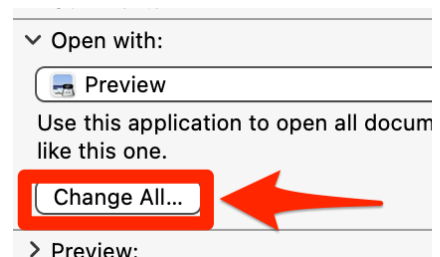 Open with:
Preview
Use this application to open all docum
like this one.
Change All...
Preview: